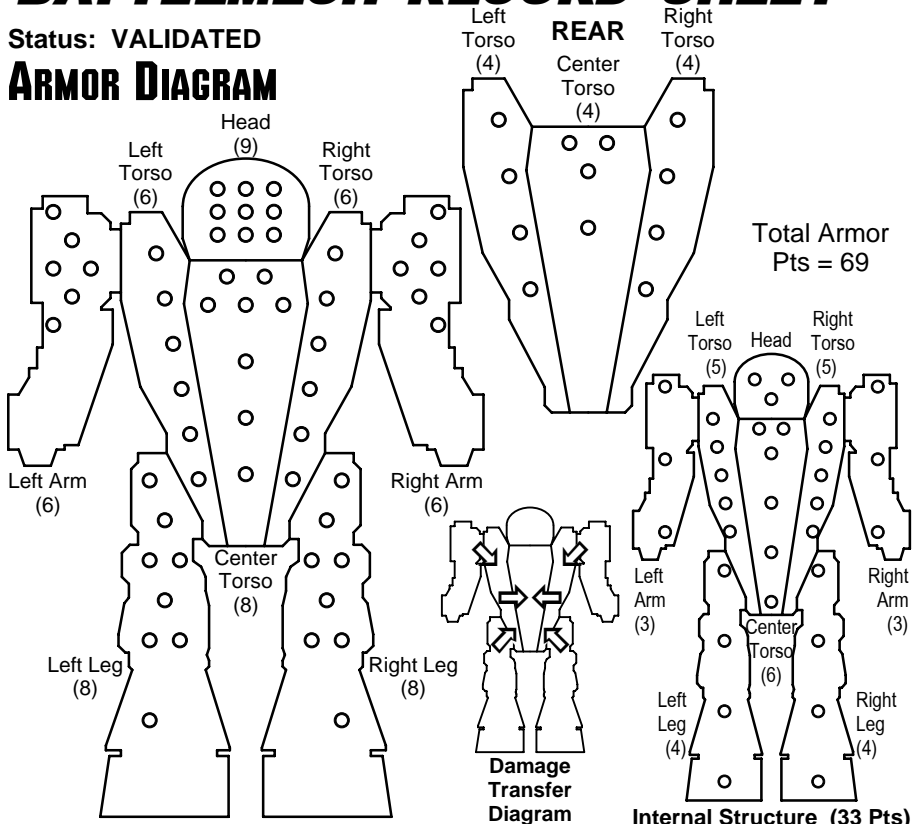 BATTLEMECH RECORD SHEET
Status: VALIDATED
ARMOR DIAGRAM
Head
(9)
Left
Torso
(6)
Right
Torso
(6)
Left Arm
(6)
Right Arm
(6)
Center
Torso
(8)
Left Leg
(8)
Right Leg
(8)
Left
Torso
(4)
REAR
Right
Torso
(4)
Center
Torso
(4)
Total Armor
Pts = 69
Left
Torso
(5)
Head
Right
Torso
(5)
Left
Arm
(3)
Right
Arm
(3)
Center
Torso
(6)
Left
Leg
(4)
Right
Leg
(4)
Damage
Transfer
Diagram
Internal Structure (33 Pts)